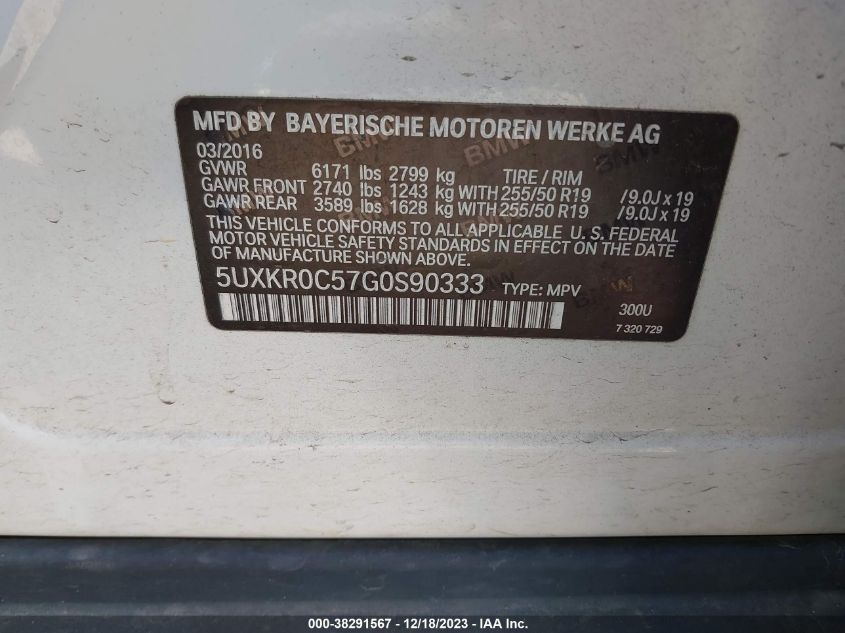 MFD BY BAYERISCHE MOTOREN WERKE AG
03/2016
GVWR 6171 lbs 2799 kg TIRE / RIM
GAWR FRONT 2740 lbs 1243 kg WITH 255/50 R19 /9.0J x 19
GAWR REAR 3589 lbs 1628 kg WITH 255/50 R19 /9.0J x 19
THIS VEHICLE CONFORMS TO ALL APPLICABLE U. S. FEDERAL
MOTOR VEHICLE SAFETY STANDARDS IN EFFECT ON THE DATE
OF MANUFACTURE SHOWN ABOVE.
5UXKR0C57G0S90333 TYPE: MPV
300U
7 320 729
000-38291567 — 12/18/2023 — IAA Inc.